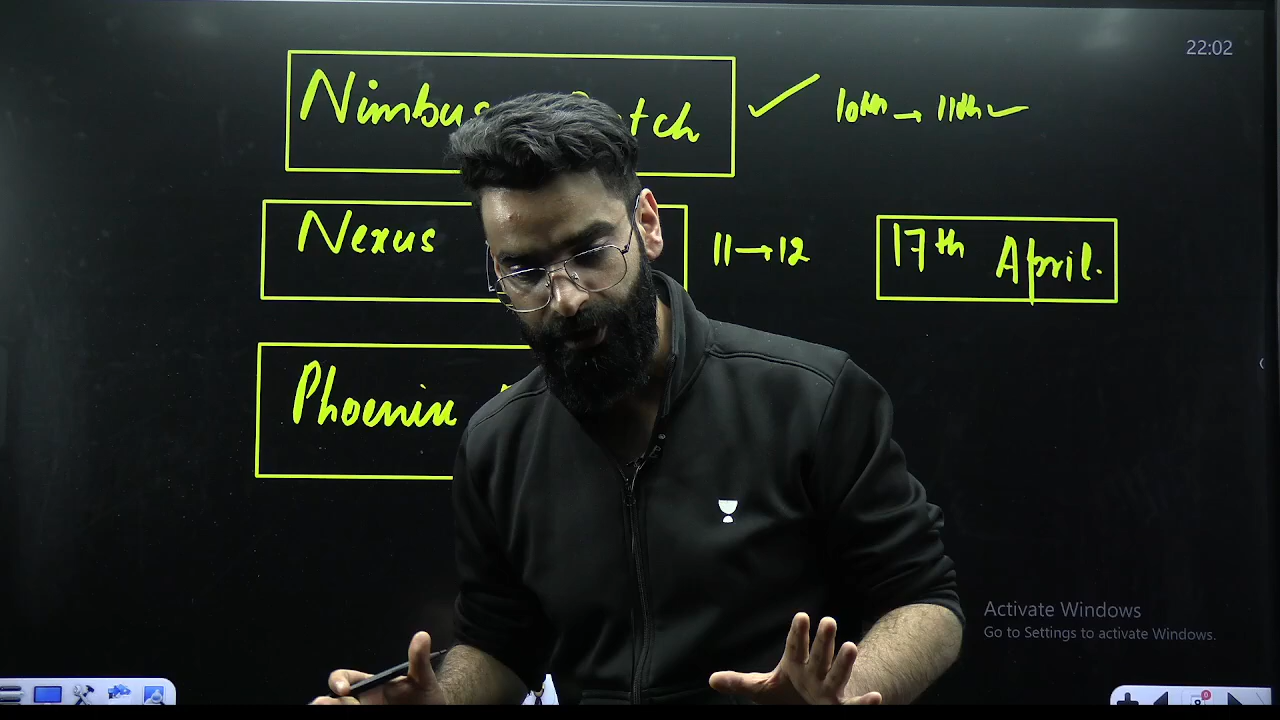 22:02
Nimbus tch ✓ 10th → 11th ✓
Nexus 11 → 12 17th April.
Phoenix
Activate Windows
Go to Settings to activate Windows.